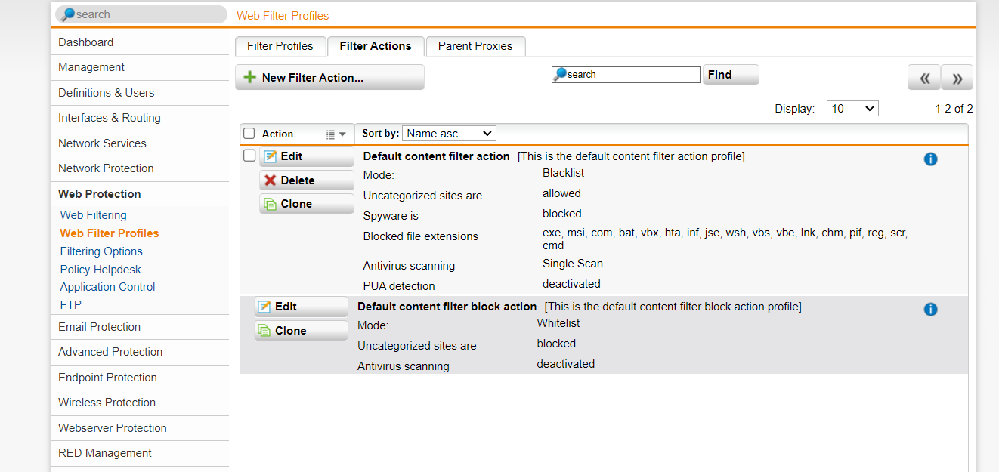 search
Web Filter Profiles
Dashboard
Management
Definitions & Users
Interfaces & Routing
Network Services
Network Protection
Web Protection
Web Filtering
Web Filter Profiles
Filtering Options
Policy Helpdesk
Application Control
FTP
Email Protection
Advanced Protection
Endpoint Protection
Wireless Protection
Webserver Protection
RED Management
Filter Profiles
Filter Actions
Parent Proxies
New Filter Action...
search
Find
Display: 10
1-2 of 2
Action
Sort by: Name asc
Edit
Delete
Clone
Default content filter action [This is the default content filter action profile]
Mode: Blacklist
Uncategorized sites are allowed
Spyware is blocked
Blocked file extensions exe, msi, com, bat, vbx, hta, inf, jse, wsh, vbs, vbe, lnk, chm, pif, reg, scr,
cmd
Antivirus scanning Single Scan
PUA detection deactivated
Edit
Clone
Default content filter block action [This is the default content filter block action profile]
Mode: Whitelist
Uncategorized sites are blocked
Antivirus scanning deactivated